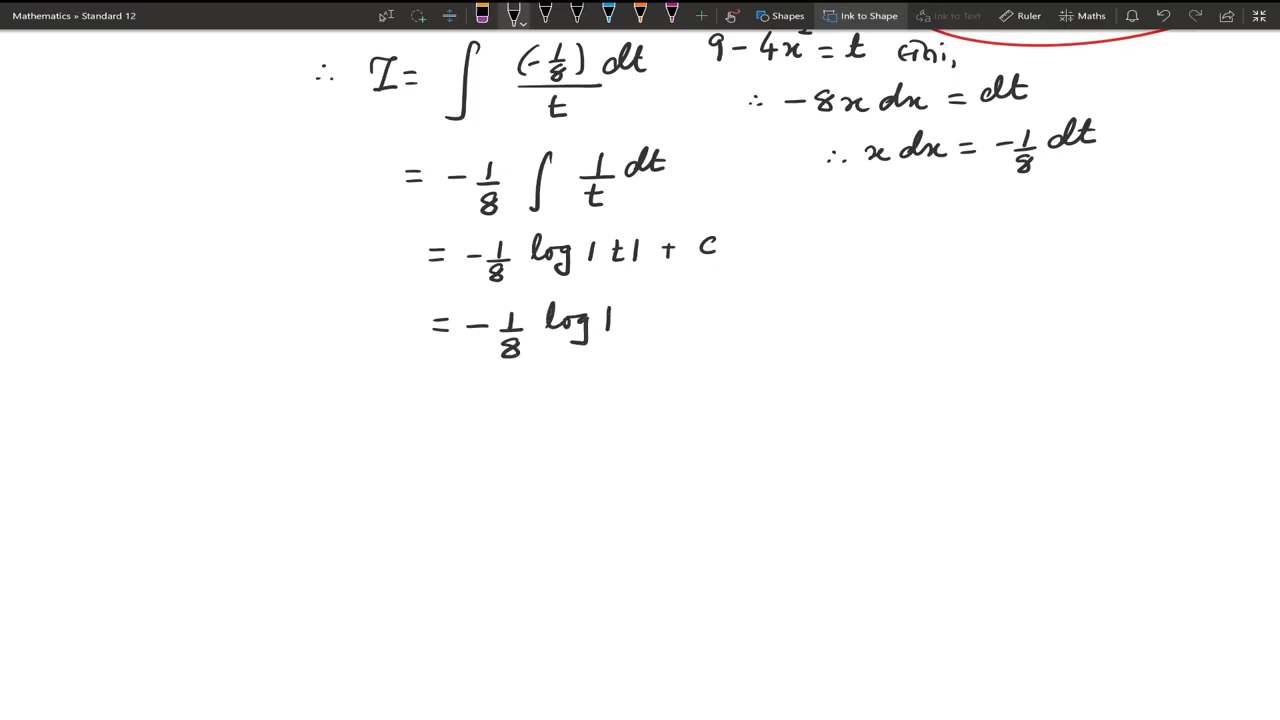 Mathematics » Standard 12
Shapes
Ink to Shape
Ink to Text
Ruler
Maths
∴ I = ∫ (-1/8) dt / t
9 - 4x² = t
∴ -8x dx = dt
∴ x dx = -1/8 dt
= -1/8 ∫ 1/t dt
= -1/8 log |t| + c
= -1/8 log |